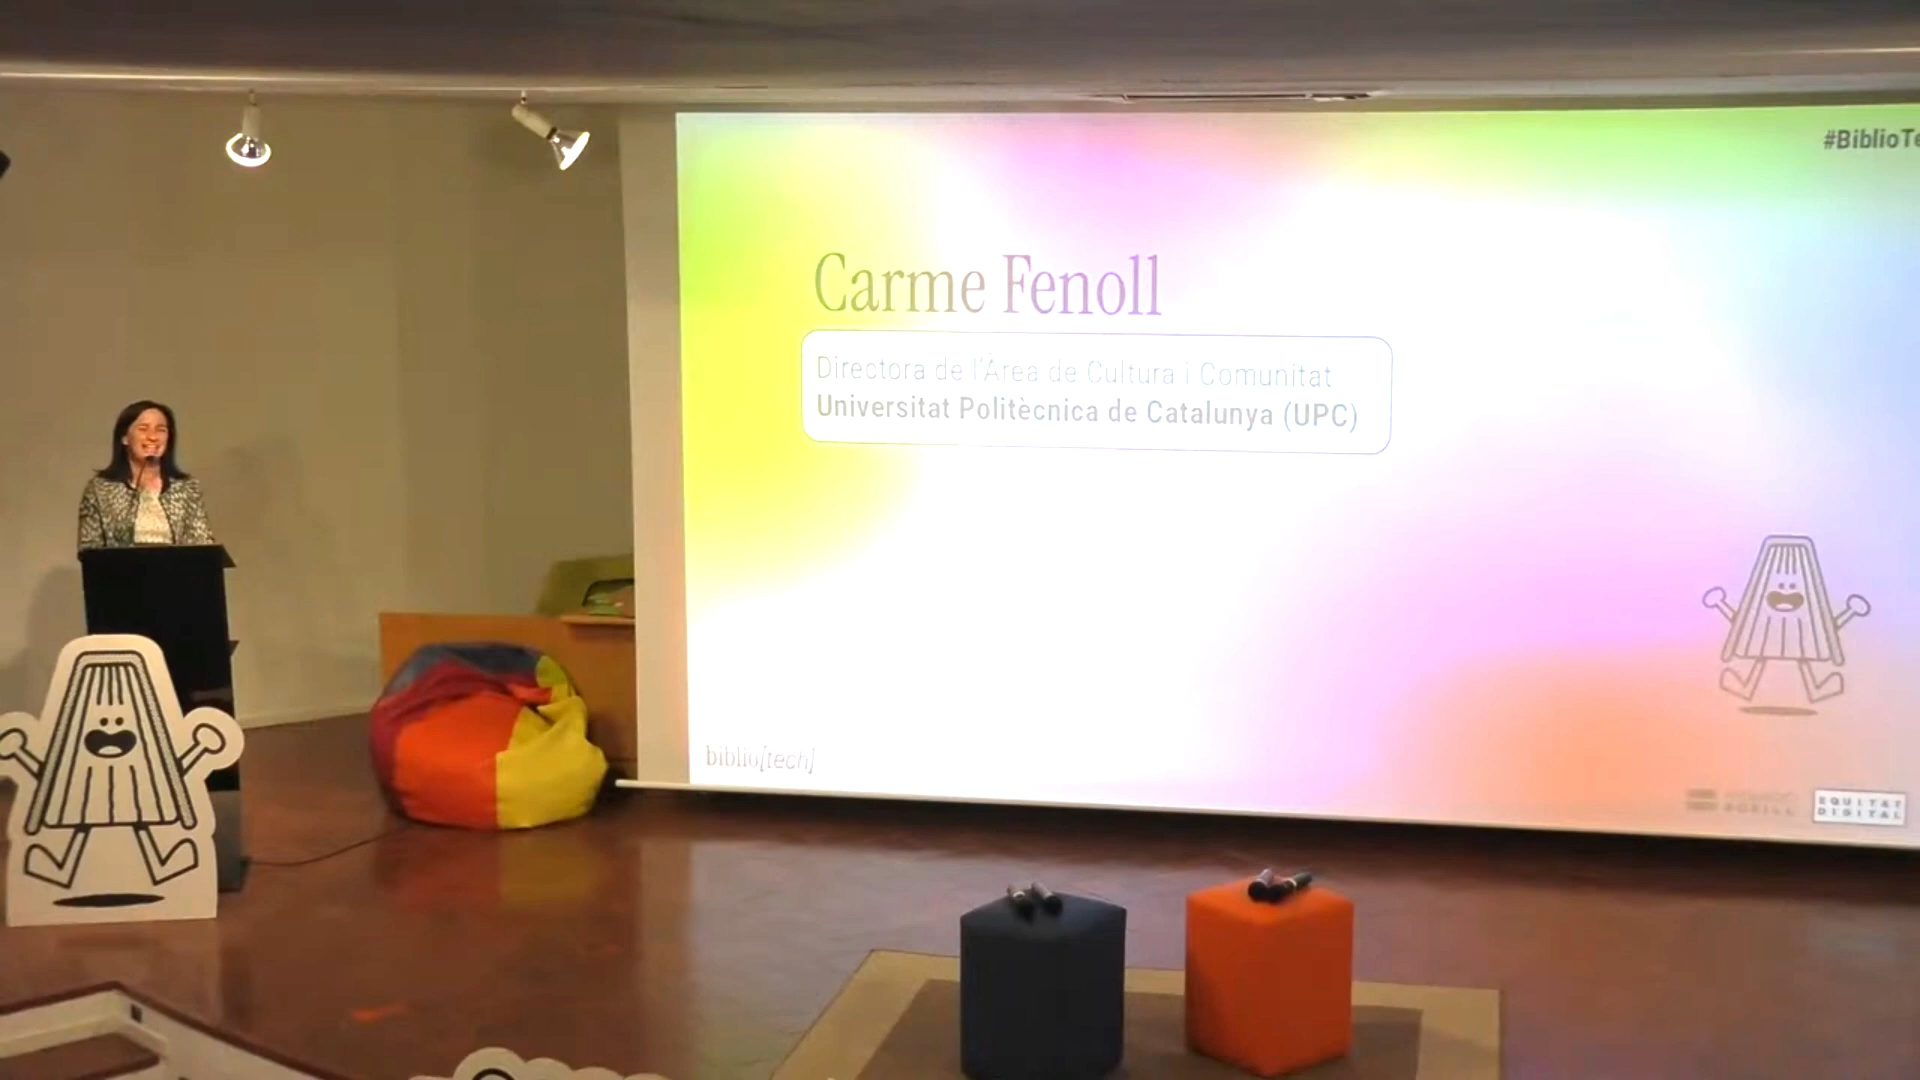 #BiblioTe
Carme Fenoll
Directora de l'Àrea de Cultura i Comunitat
Universitat Politècnica de Catalunya (UPC)
biblio[tech]
EQUITAT
DIGITAL